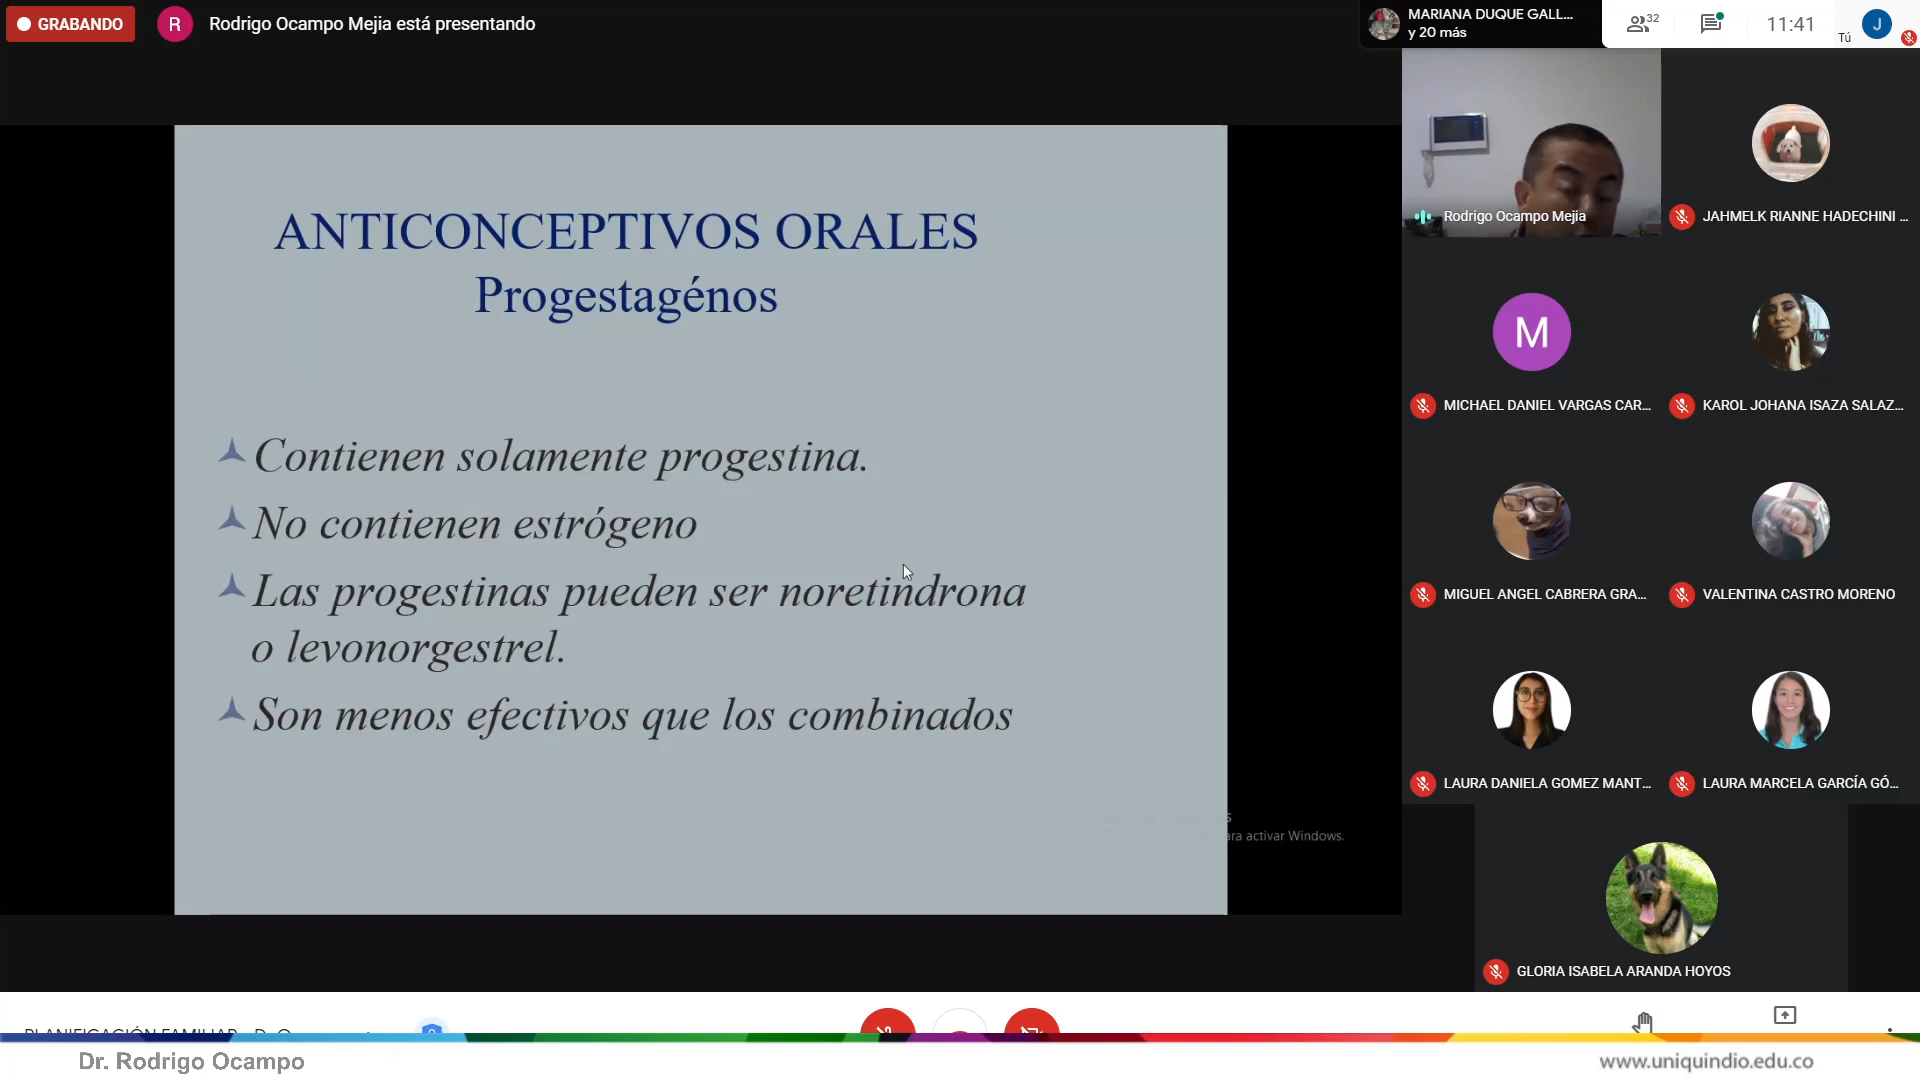 GRABANDO
R
Rodrigo Ocampo Mejia está presentando
MARIANA DUQUE GALL...
y 20 más
32
11:41
Tú
J
ANTICONCEPTIVOS ORALES
Progestagénos
Contienen solamente progestina.
No contienen estrógeno
Las progestinas pueden ser noretindrona
o levonorgestrel.
Son menos efectivos que los combinados
ara activar Windows.
Rodrigo Ocampo Mejia
JAHMELK RIANNE HADECHINI ...
M
MICHAEL DANIEL VARGAS CAR...
KAROL JOHANA ISAZA SALAZ...
MIGUEL ANGEL CABRERA GRA...
VALENTINA CASTRO MORENO
LAURA DANIELA GOMEZ MANT...
LAURA MARCELA GARCÍA GÓ...
GLORIA ISABELA ARANDA HOYOS
PLANIFICACIÓN FAMILIAR
Dr. Rodrigo Ocampo
www.uniquindio.edu.co